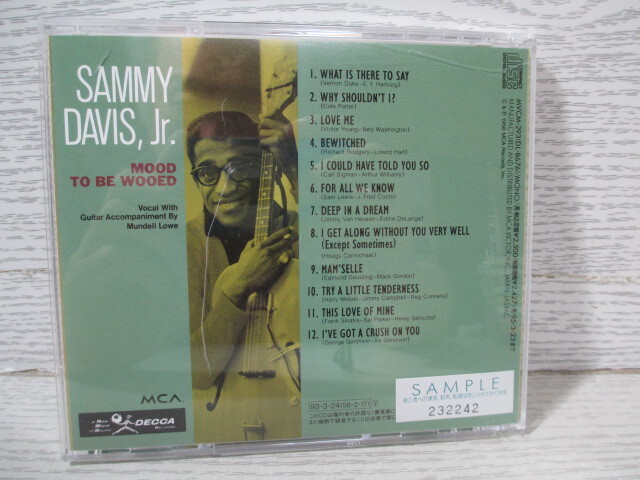 SAMMY
DAVIS, Jr.
MOOD
TO BE WOOED
Vocal With
Guitar Accompaniment By
Mundell Lowe
1. WHAT IS THERE TO SAY
(Vernon Duke–E. Y. Harburg)
2. WHY SHOULDN'T I?
(Cole Porter)
3. LOVE ME
(Victor Young–Ned Washington)
4. BEWITCHED
(Richard Rodgers–Lorenz Hart)
5. I COULD HAVE TOLD YOU SO
(Carl Sigman–Arthur Williams)
6. FOR ALL WE KNOW
(Sam Lewis–J. Fred Coots)
7. DEEP IN A DREAM
(Jimmy Van Heusen–Eddie DeLange)
8. I GET ALONG WITHOUT YOU VERY WELL
(Except Sometimes)
(Hoagy Carmichael)
9. MAM'SELLE
(Edmund Goulding–Mack Gordon)
10. TRY A LITTLE TENDERNESS
(Harry Woods–Jimmy Campbell–Reg Connelly)
11. THIS LOVE OF MINE
(Frank Sinatra–Sol Parker–Henry Sanicola)
12. I'VE GOT A CRUSH ON YOU
(George Gershwin–Ira Gershwin)
MCA.
DECCA
SAMPLE
232242
disc